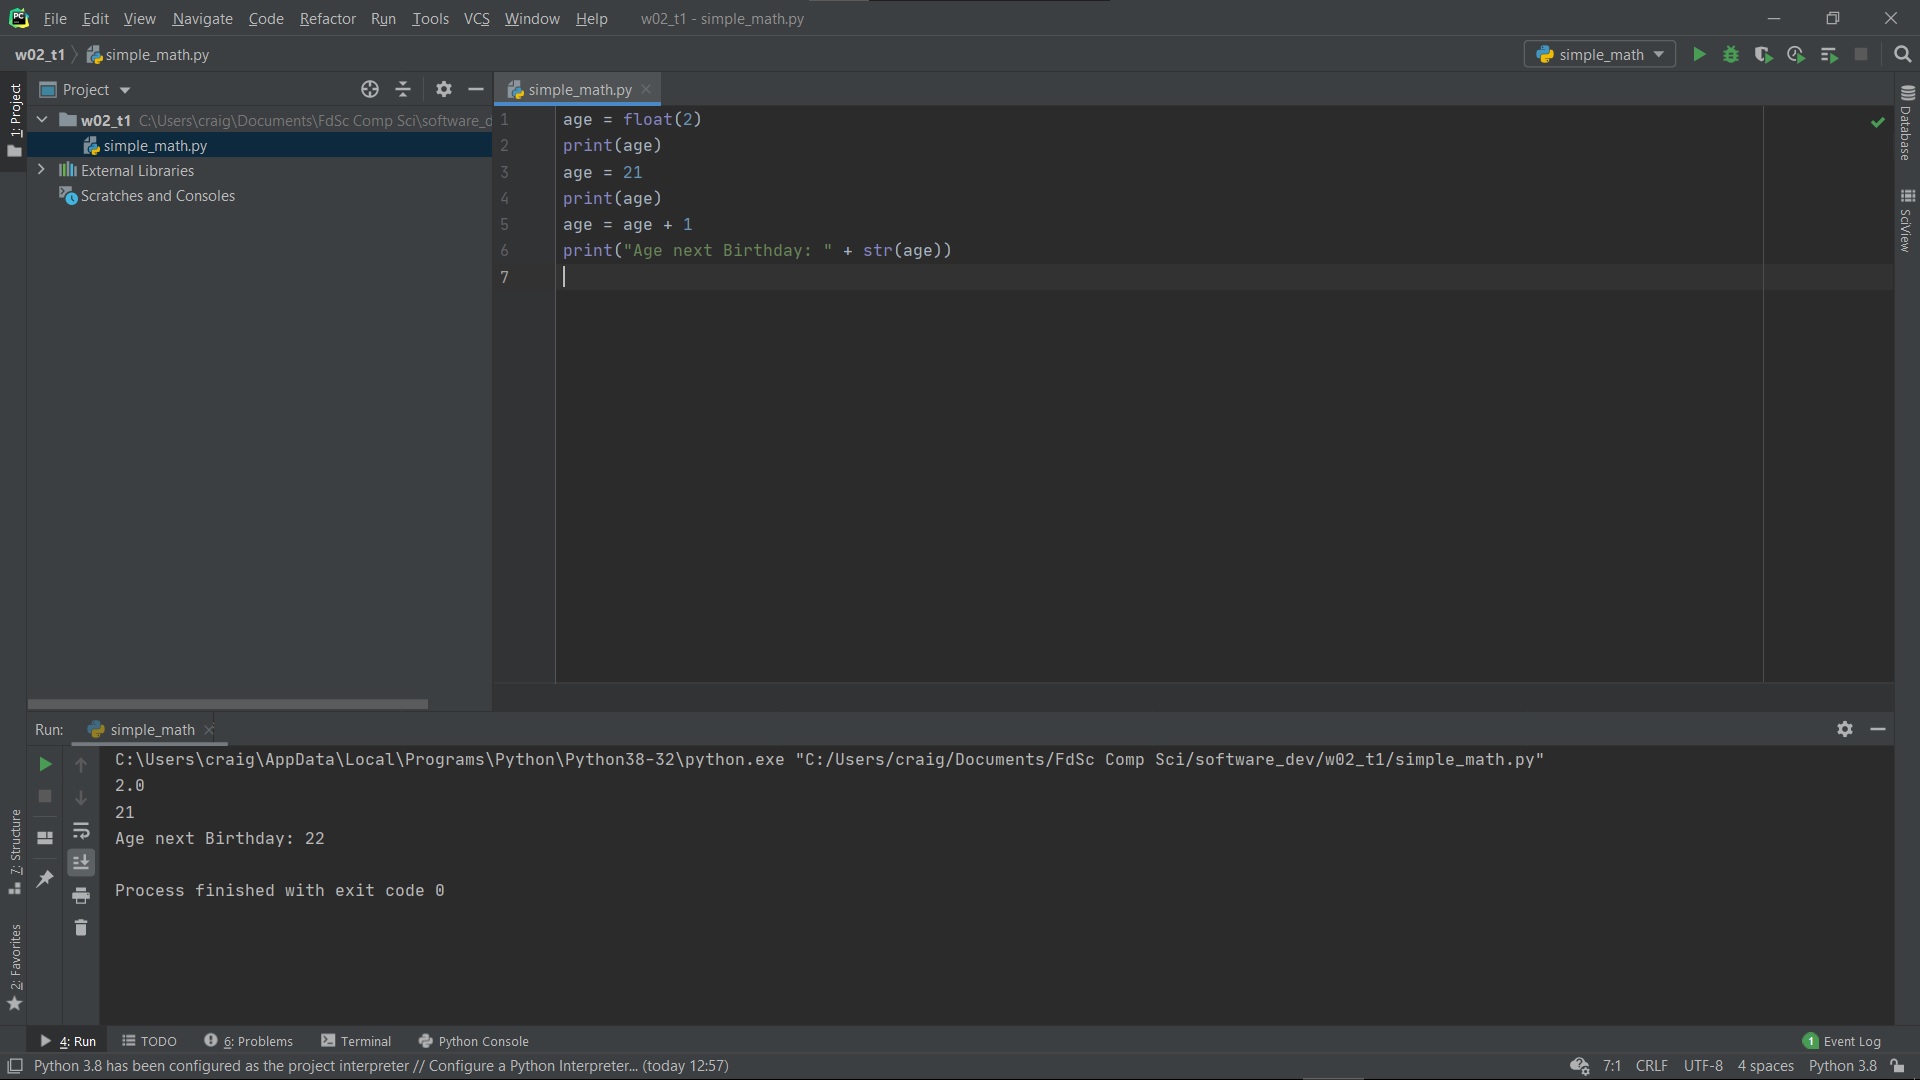 File Edit View Navigate Code Refactor Run Tools VCS Window Help w02_t1 - simple_math.py
w02_t1 simple_math.py simple_math
Project simple_math.py
1: Project
w02_t1 C:\Users\craig\Documents\FdSc Comp Sci\software_d
simple_math.py
External Libraries
Scratches and Consoles
1 age = float(2)
2 print(age)
3 age = 21
4 print(age)
5 age = age + 1
6 print("Age next Birthday: " + str(age))
7
Database
SciView
Run: simple_math
C:\Users\craig\AppData\Local\Programs\Python\Python38-32\python.exe "C:/Users/craig/Documents/FdSc Comp Sci/software_dev/w02_t1/simple_math.py"
2.0
21
Age next Birthday: 22
Process finished with exit code 0
7: Structure
2: Favorites
4: Run TODO 6: Problems Terminal Python Console 1 Event Log
Python 3.8 has been configured as the project interpreter // Configure a Python Interpreter... (today 12:57) 7:1 CRLF UTF-8 4 spaces Python 3.8